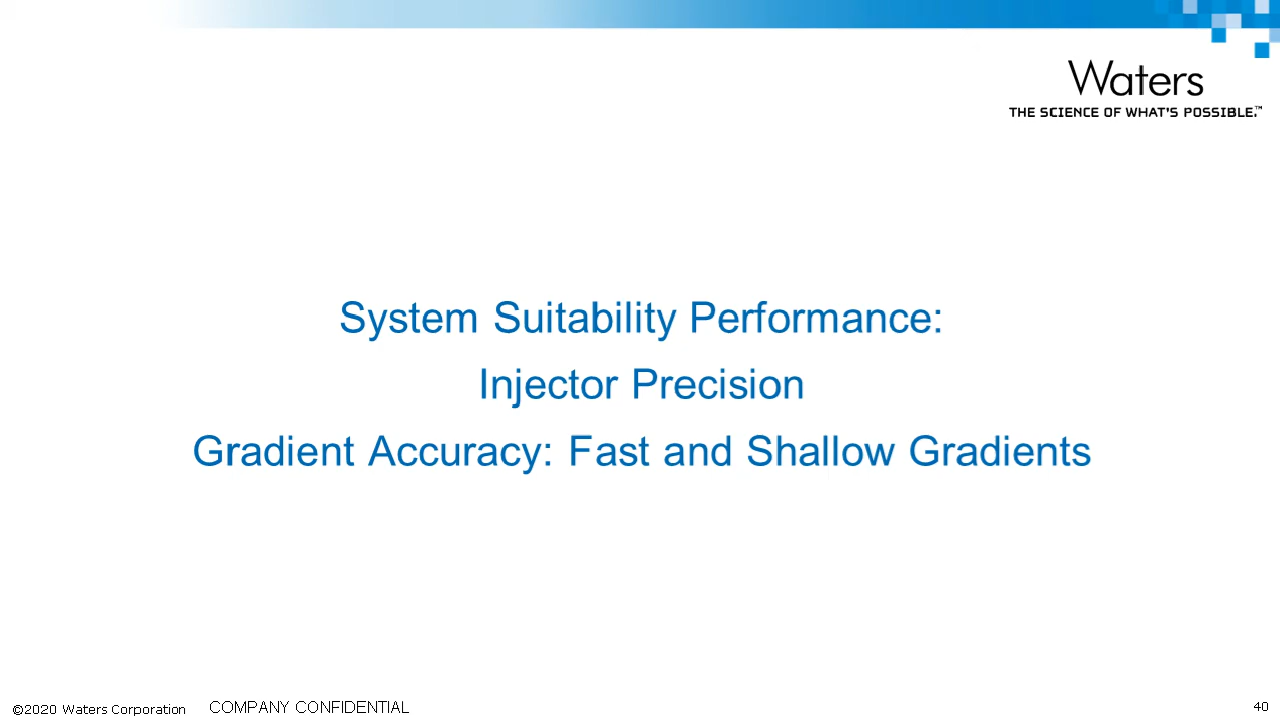 Waters
THE SCIENCE OF WHAT'S POSSIBLE.™
System Suitability Performance:
Injector Precision
Gradient Accuracy: Fast and Shallow Gradients
©2020 Waters Corporation COMPANY CONFIDENTIAL 40